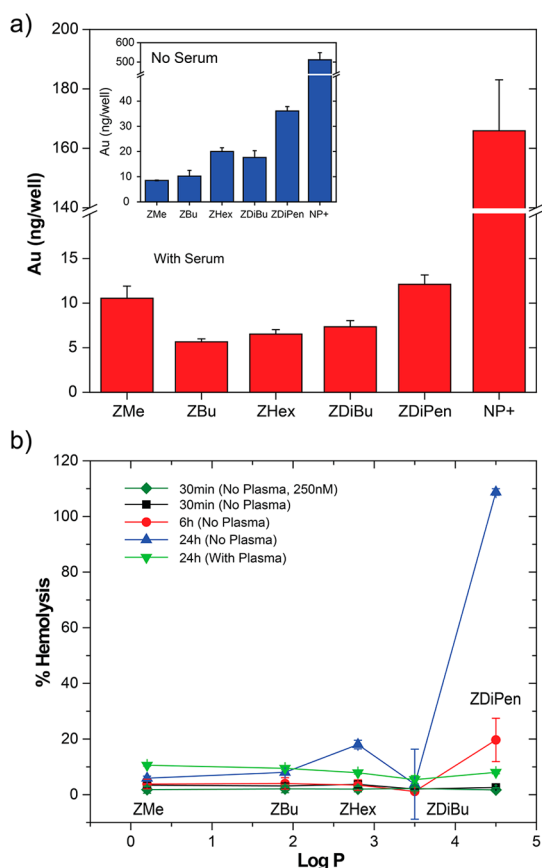 a)
200
180
160
140
15
10
5
0
Au (ng/well)
600
500
40
30
20
10
0
Au (ng/well)
No Serum
ZMe ZBu ZHex ZDiBu ZDiPen NP+
With Serum
ZMe ZBu ZHex ZDiBu ZDiPen NP+
b)
120
100
80
60
40
20
0
% Hemolysis
30min (No Plasma, 250nM)
30min (No Plasma)
6h (No Plasma)
24h (No Plasma)
24h (With Plasma)
ZDiPen
ZMe ZBu ZHex ZDiBu
0 1 2 3 4 5
Log P